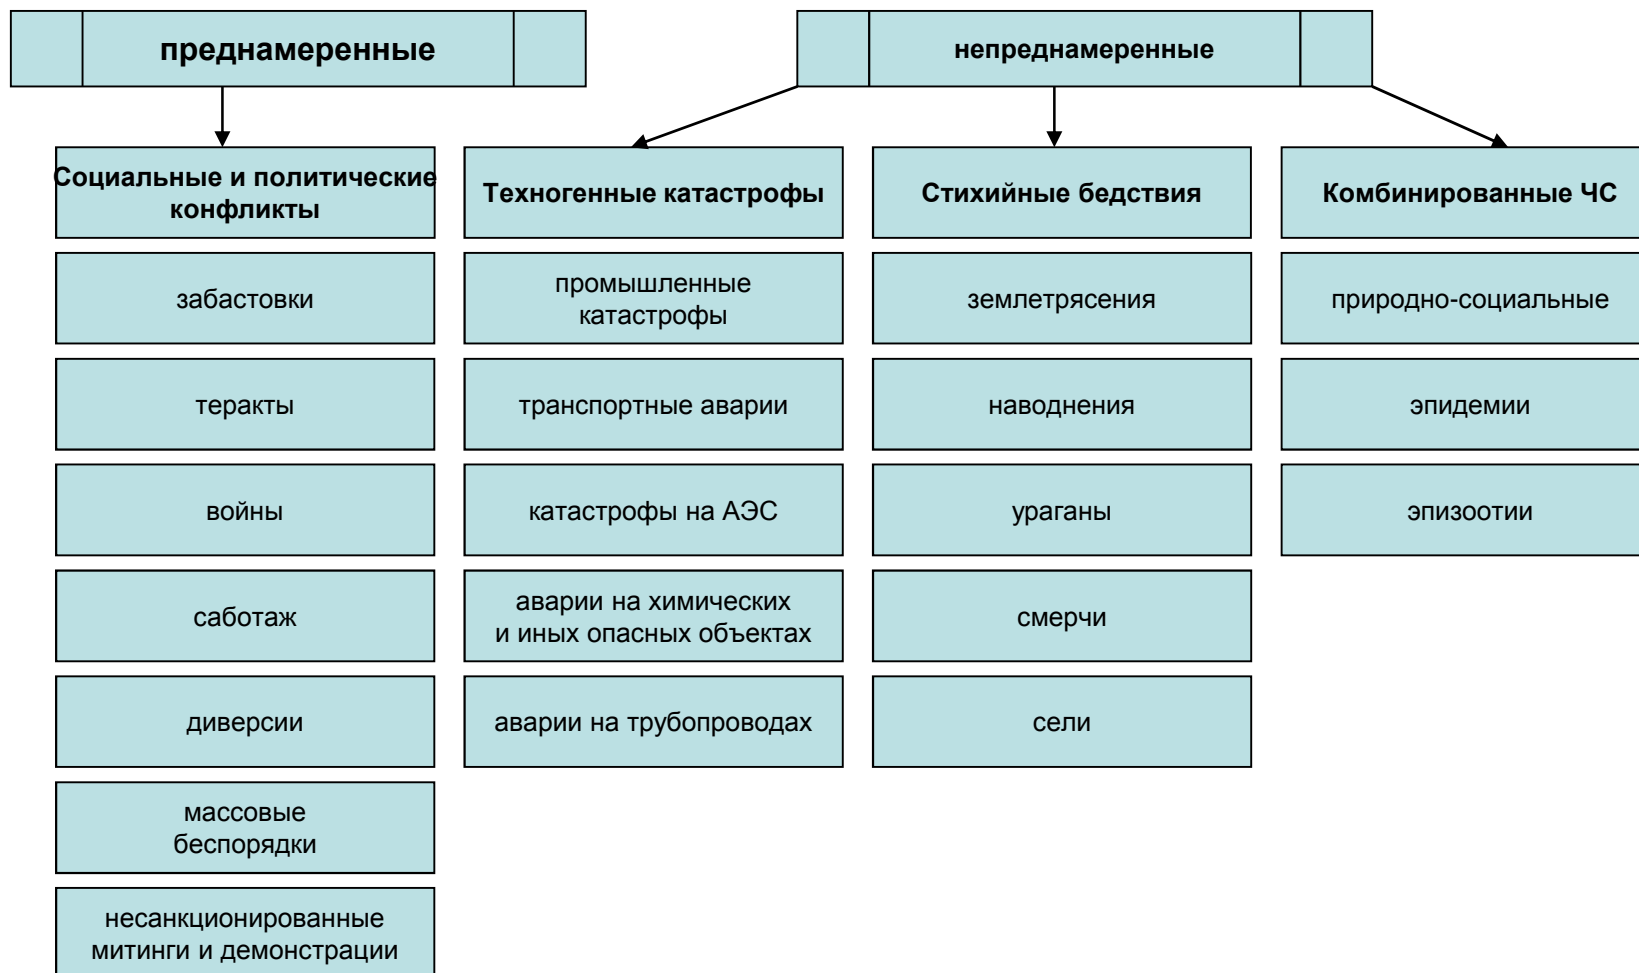 преднамеренные
непреднамеренные
Социальные и политические
конфликты
Техногенные катастрофы
Стихийные бедствия
Комбинированные ЧС
забастовки
промышленные
катастрофы
землетрясения
природно-социальные
теракты
транспортные аварии
наводнения
эпидемии
войны
катастрофы на АЭС
ураганы
эпизоотии
саботаж
аварии на химических
и иных опасных объектах
смерчи
диверсии
аварии на трубопроводах
сели
массовые
беспорядки
несанкционированные
митинги и демонстрации